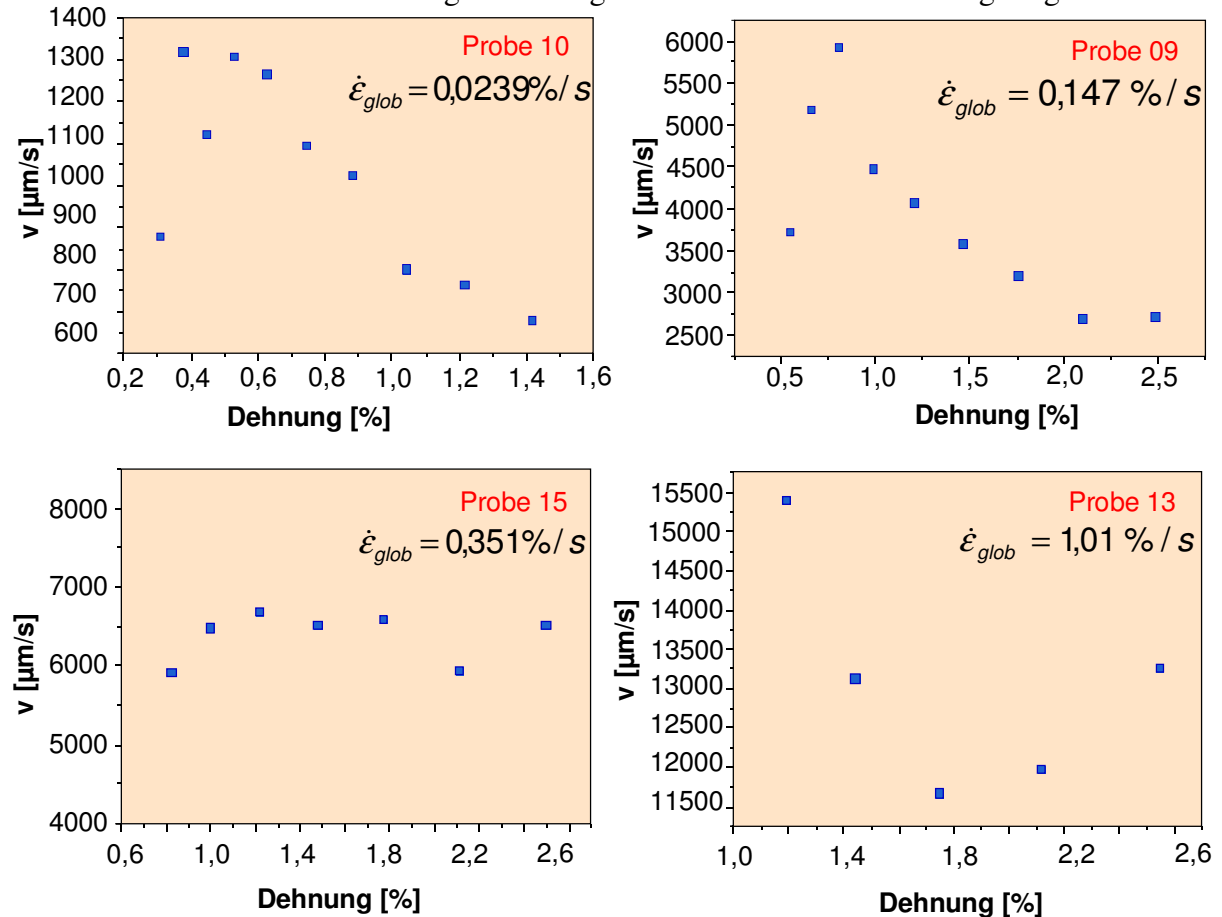 1400
1300
1200
1100
1000
900
800
700
600
v [µm/s]
Probe 10
ε̇glob = 0,0239%/s
0,2 0,4 0,6 0,8 1,0 1,2 1,4 1,6
Dehnung [%]
6000
5500
5000
4500
4000
3500
3000
2500
v [µm/s]
Probe 09
ε̇glob = 0,147 %/s
0,5 1,0 1,5 2,0 2,5
Dehnung [%]
8000
7000
6000
5000
4000
v [µm/s]
Probe 15
ε̇glob = 0,351%/s
0,6 1,0 1,4 1,8 2,2 2,6
Dehnung [%]
15500
15000
14500
14000
13500
13000
12500
12000
11500
v [µm/s]
Probe 13
ε̇glob = 1,01 %/s
1,0 1,4 1,8 2,2 2,6
Dehnung [%]